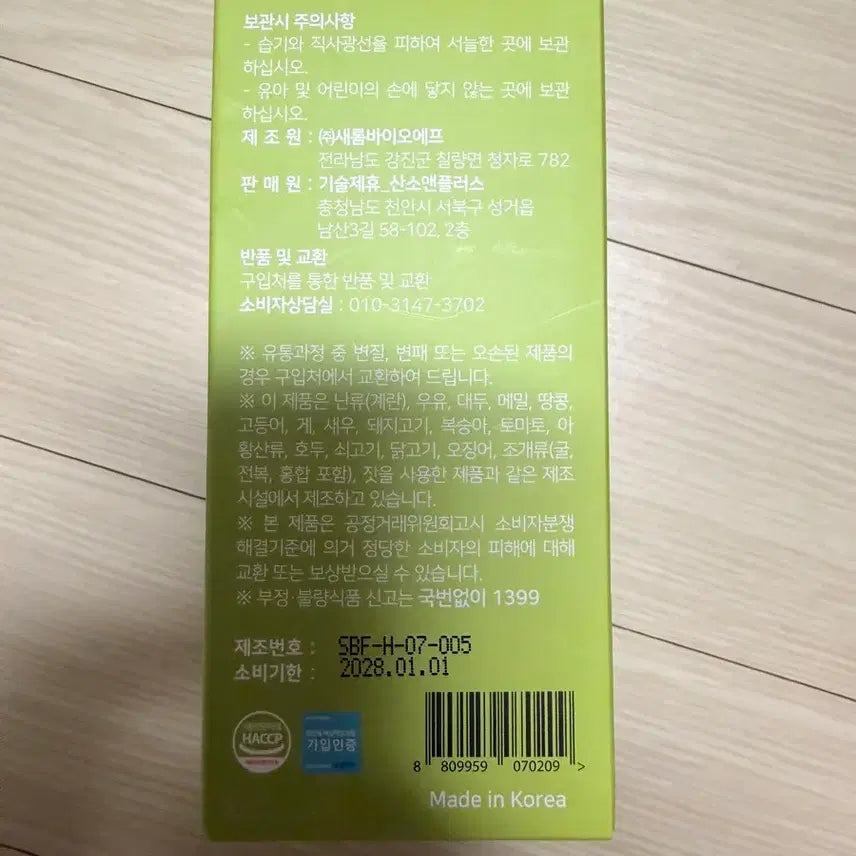 보관시 주의사항
- 습기와 직사광선을 피하여 서늘한 곳에 보관
하십시오.
- 유아 및 어린이의 손에 닿지 않는 곳에 보관
하십시오.
제 조 원 : ㈜새롬바이오에프
전라남도 강진군 칠량면 청자로 782
판 매 원 : 기술제휴_산소앤플러스
충청남도 천안시 서북구 성거읍
남산3길 58-102, 2층
반품 및 교환
구입처를 통한 반품 및 교환
소비자상담실 : 010-3147-3702
※ 유통과정 중 변질, 변패 또는 오손된 제품의
경우 구입처에서 교환하여 드립니다.
※ 이 제품은 난류(계란), 우유, 대두, 메밀, 땅콩,
고등어, 게, 새우, 돼지고기, 복숭아, 토마토, 아
황산류, 호두, 쇠고기, 닭고기, 오징어, 조개류(굴,
전복, 홍합 포함), 잣을 사용한 제품과 같은 제조
시설에서 제조하고 있습니다.
※ 본 제품은 공정거래위원회고시 소비자분쟁
해결기준에 의거 정당한 소비자의 피해에 대해
교환 또는 보상받으실 수 있습니다.
※ 부정·불량식품 신고는 국번없이 1399
제조번호 : SBF-H-07-005
소비기한 : 2028.01.01
HACCP
가입인증
8 809959 070209 >
Made in Korea